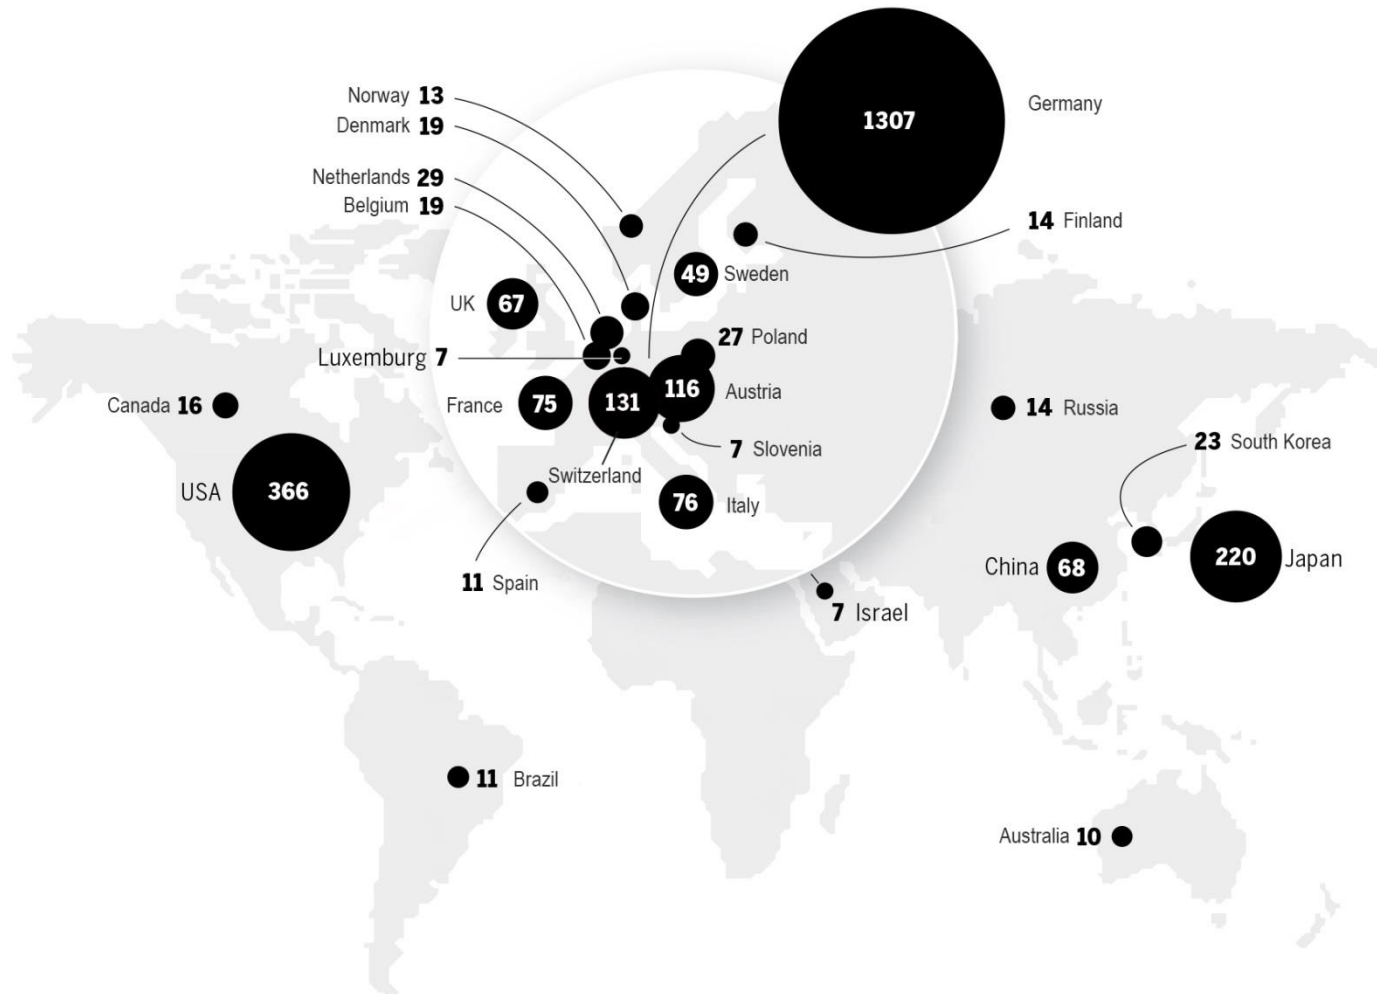 Norway 13
Denmark 19
Netherlands 29
Belgium 19
1307 Germany
14 Finland
49 Sweden
UK 67
27 Poland
Luxemburg 7
116 Austria
France 75
131
Switzerland
7 Slovenia
76 Italy
11 Spain
Canada 16
USA 366
14 Russia
23 South Korea
China 68
220 Japan
7 Israel
11 Brazil
Australia 10